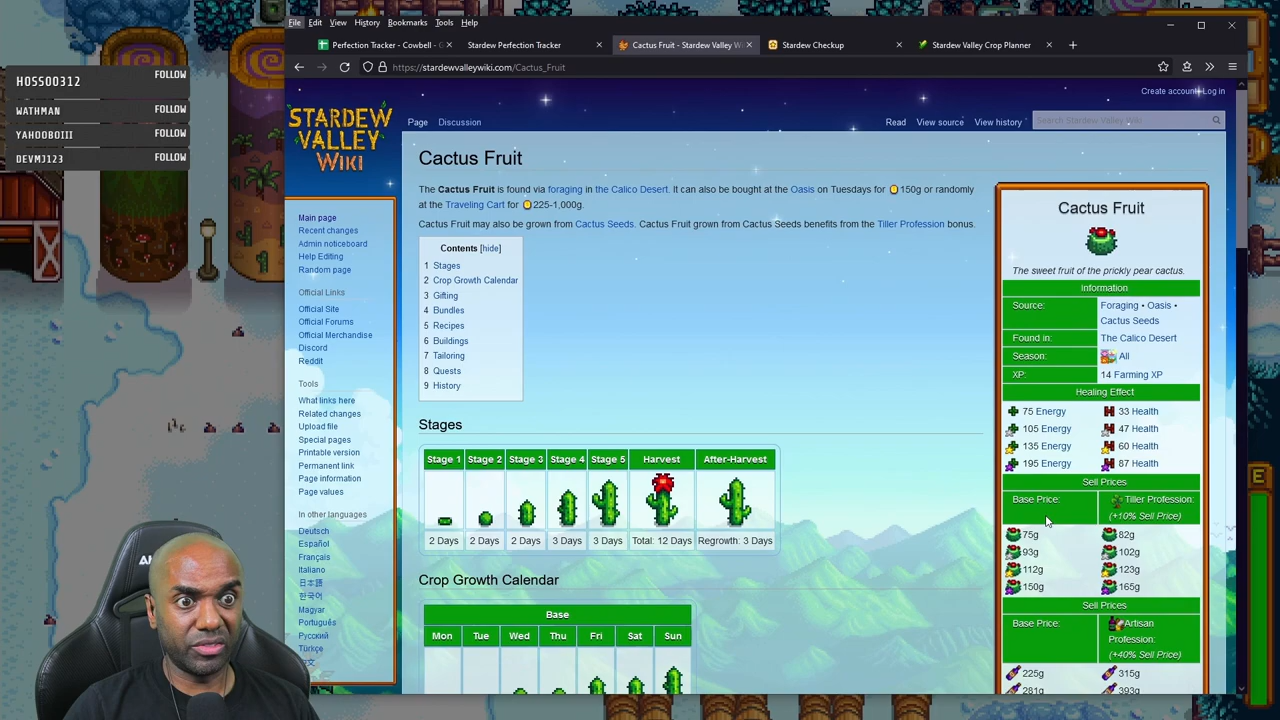 File Edit View History Bookmarks Tools Help
Perfection Tracker - Cowbell - G
Stardew Perfection Tracker
Cactus Fruit - Stardew Valley Wi
Stardew Checkup
Stardew Valley Crop Planner
https://stardewvalleywiki.com/Cactus_Fruit
HOSSO0312 FOLLOW
WATHMAN FOLLOW
YAHOOBOIII FOLLOW
DEVMJ123 FOLLOW
Create account Log in
STARDEW
VALLEY
WIKI
Page Discussion
Read View source View history
Search Stardew Valley Wiki
Main page
Recent changes
Admin noticeboard
Help Editing
Random page
Official Links
Official Site
Official Forums
Official Merchandise
Discord
Reddit
Tools
What links here
Related changes
Upload file
Special pages
Printable version
Permanent link
Page information
Page values
In other languages
Deutsch
Español
Français
Italiano
日本語
한국어
Magyar
Português
Русский
Türkçe
中文
Cactus Fruit
The Cactus Fruit is found via foraging in the Calico Desert. It can also be bought at the Oasis on Tuesdays for 150g or randomly
at the Traveling Cart for 225-1,000g.
Cactus Fruit may also be grown from Cactus Seeds. Cactus Fruit grown from Cactus Seeds benefits from the Tiller Profession bonus.
Contents [hide]
1 Stages
2 Crop Growth Calendar
3 Gifting
4 Bundles
5 Recipes
6 Buildings
7 Tailoring
8 Quests
9 History
Stages
Stage 1 Stage 2 Stage 3 Stage 4 Stage 5 Harvest After-Harvest
2 Days 2 Days 2 Days 3 Days 3 Days Total: 12 Days Regrowth: 3 Days
Crop Growth Calendar
Base
Mon Tue Wed Thu Fri Sat Sun
Cactus Fruit
The sweet fruit of the prickly pear cactus.
Information
Source: Foraging • Oasis •
Cactus Seeds
Found in: The Calico Desert
Season: All
XP: 14 Farming XP
Healing Effect
75 Energy 33 Health
105 Energy 47 Health
135 Energy 60 Health
195 Energy 87 Health
Sell Prices
Base Price: Tiller Profession:
(+10% Sell Price)
75g 82g
93g 102g
112g 123g
150g 165g
Sell Prices
Base Price: Artisan
Profession:
(+40% Sell Price)
225g 315g
281g 393g
E